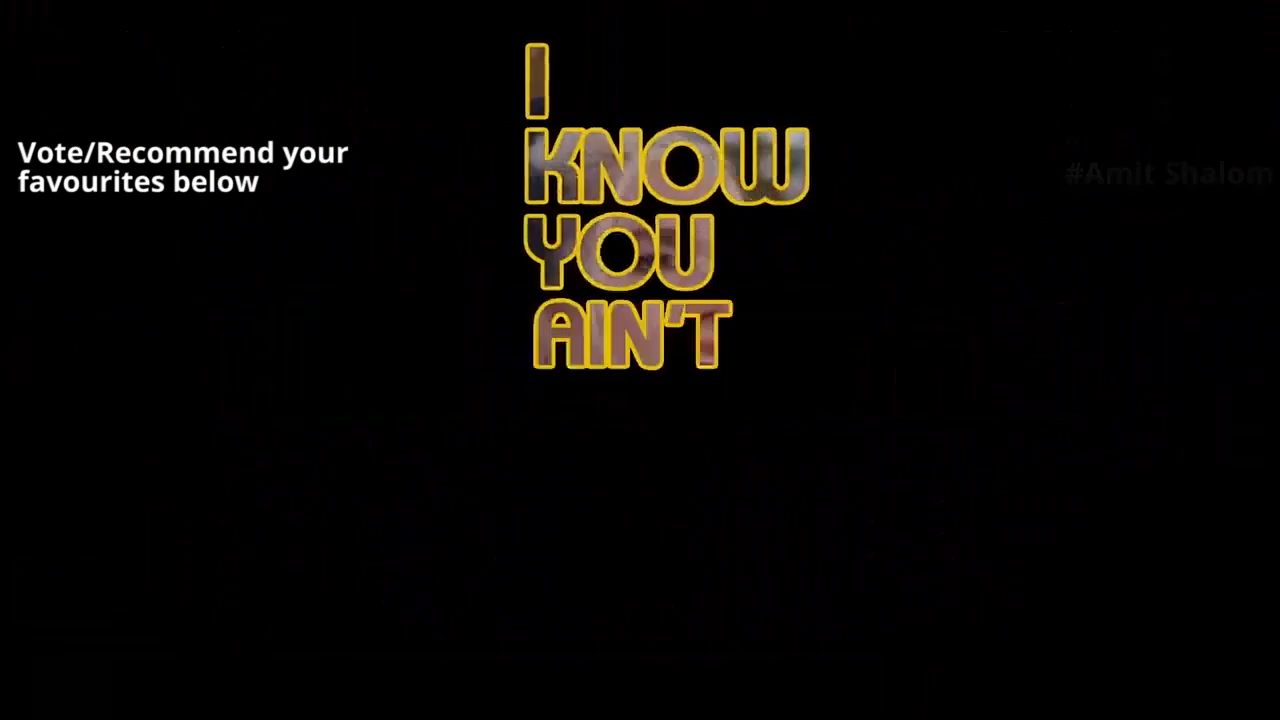 Vote/Recommend your
favourites below
I
KNOW
YOU
AIN'T
#Amit Shalom